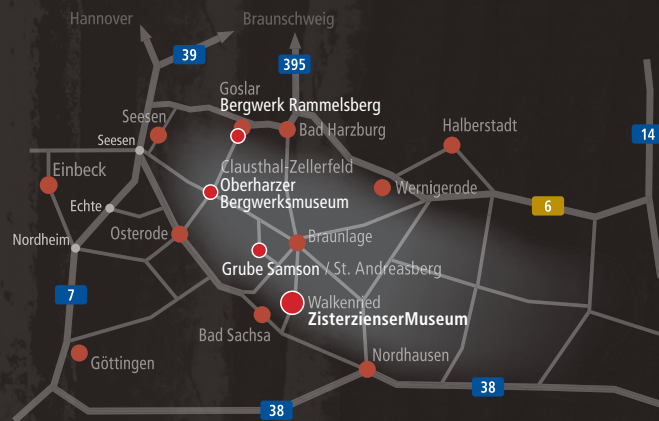 Hannover
Braunschweig
39
395
Goslar
Bergwerk Rammelsberg
Seesen
Bad Harzburg
Halberstadt
14
Seesen
Clausthal-Zellerfeld
Oberharzer
Bergwerksmuseum
Einbeck
Wernigerode
Echte
6
Osterode
Braunlage
Nordheim
Grube Samson / St. Andreasberg
7
Walkenried
ZisterzienserMuseum
Bad Sachsa
Göttingen
Nordhausen
38
38